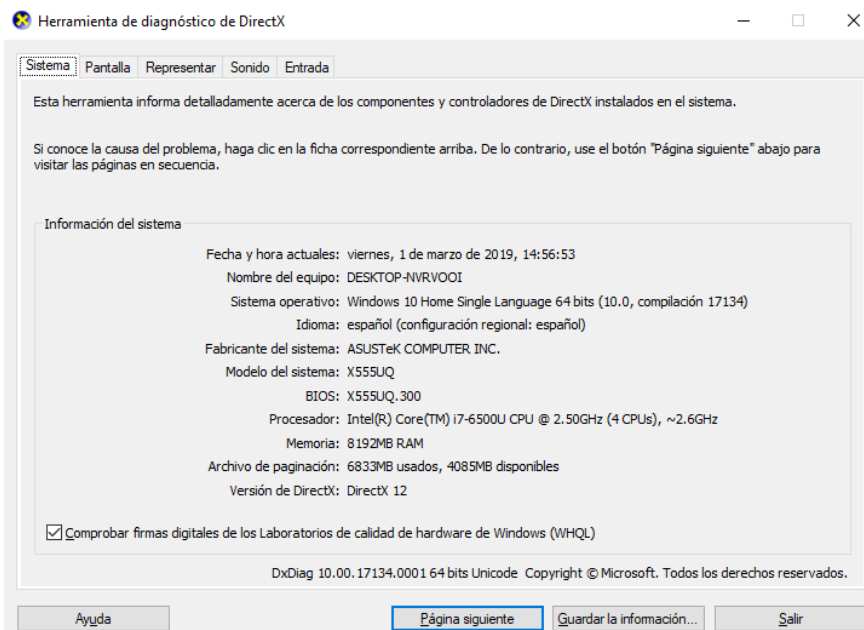 Herramienta de diagnóstico de DirectX
Sistema Pantalla Representar Sonido Entrada
Esta herramienta informa detalladamente acerca de los componentes y controladores de DirectX instalados en el sistema.
Si conoce la causa del problema, haga clic en la ficha correspondiente arriba. De lo contrario, use el botón "Página siguiente" abajo para
visitar las páginas en secuencia.
Información del sistema
Fecha y hora actuales: viernes, 1 de marzo de 2019, 14:56:53
Nombre del equipo: DESKTOP-NVRVOOI
Sistema operativo: Windows 10 Home Single Language 64 bits (10.0, compilación 17134)
Idioma: español (configuración regional: español)
Fabricante del sistema: ASUSTeK COMPUTER INC.
Modelo del sistema: X555UQ
BIOS: X555UQ.300
Procesador: Intel(R) Core(TM) i7-6500U CPU @ 2.50GHz (4 CPUs), ~2.6GHz
Memoria: 8192MB RAM
Archivo de paginación: 6833MB usados, 4085MB disponibles
Versión de DirectX: DirectX 12
Comprobar firmas digitales de los Laboratorios de calidad de hardware de Windows (WHQL)
DxDiag 10.00.17134.0001 64 bits Unicode Copyright © Microsoft. Todos los derechos reservados.
Ayuda Página siguiente Guardar la información... Salir